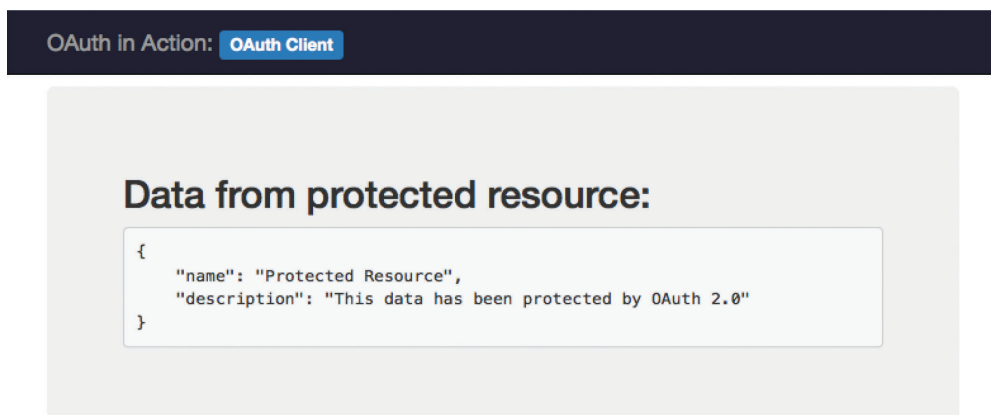 OAuth in Action: OAuth Client
Data from protected resource:
{
    "name": "Protected Resource",
    "description": "This data has been protected by OAuth 2.0"
}